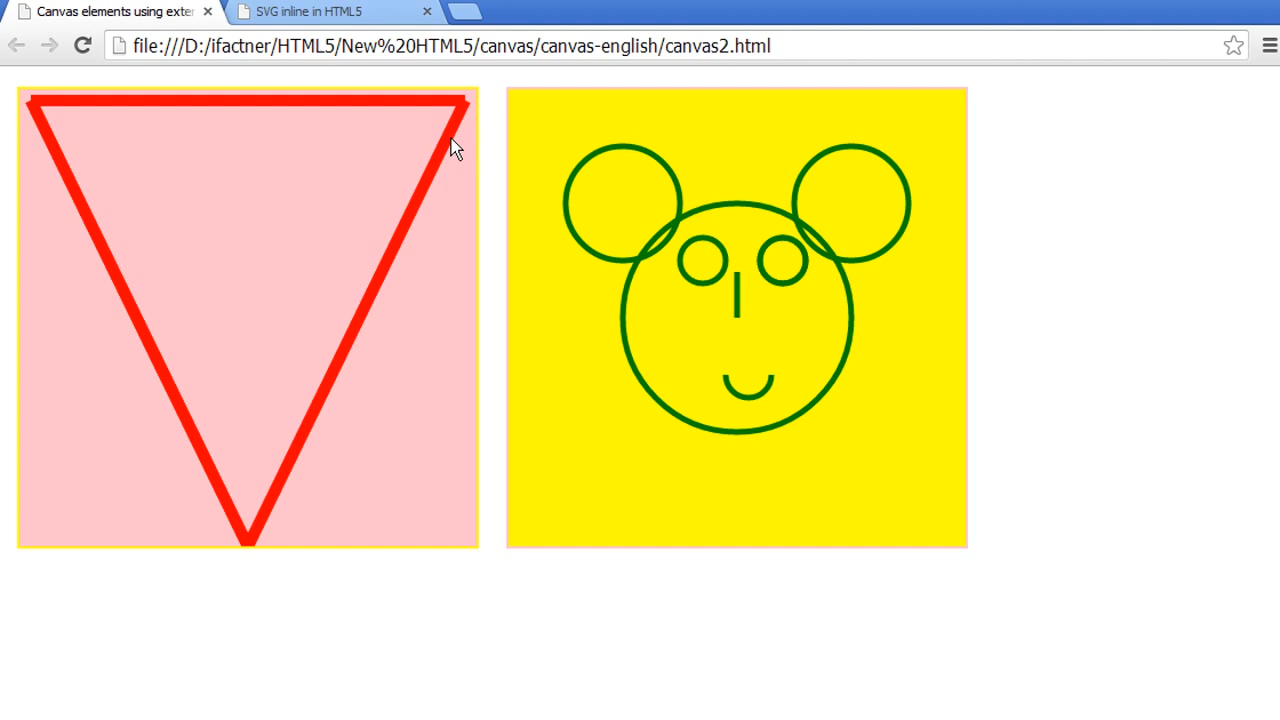 Canvas elements using exter
SVG inline in HTML5
file:///D:/ifactner/HTML5/New%20HTML5/canvas/canvas-english/canvas2.html